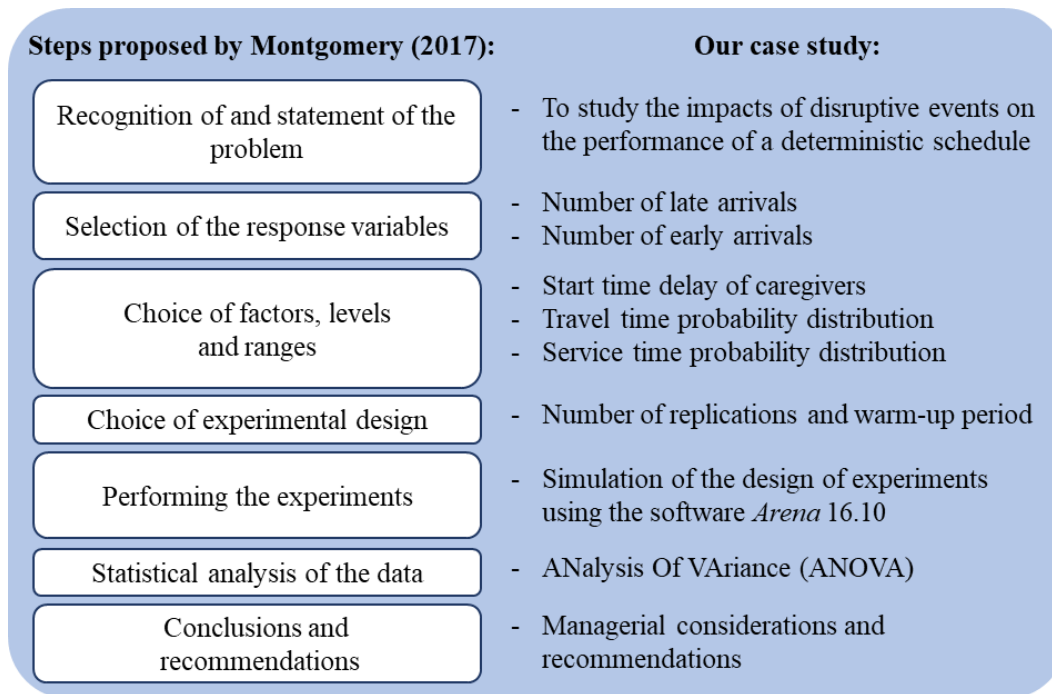 Steps proposed by Montgomery (2017):
Our case study:
Recognition of and statement of the
problem
- To study the impacts of disruptive events on
the performance of a deterministic schedule
Selection of the response variables
- Number of late arrivals
- Number of early arrivals
Choice of factors, levels
and ranges
- Start time delay of caregivers
- Travel time probability distribution
- Service time probability distribution
Choice of experimental design
- Number of replications and warm-up period
Performing the experiments
- Simulation of the design of experiments
using the software Arena 16.10
Statistical analysis of the data
- ANalysis Of VAriance (ANOVA)
Conclusions and
recommendations
- Managerial considerations and
recommendations